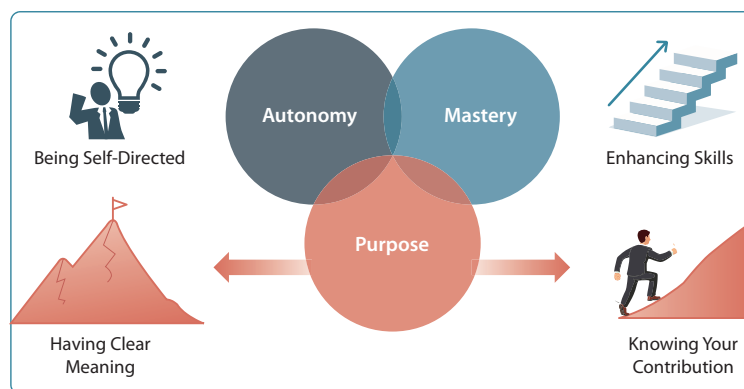 Autonomy
Mastery
Being Self-Directed
Enhancing Skills
Purpose
Having Clear
Meaning
Knowing Your
Contribution